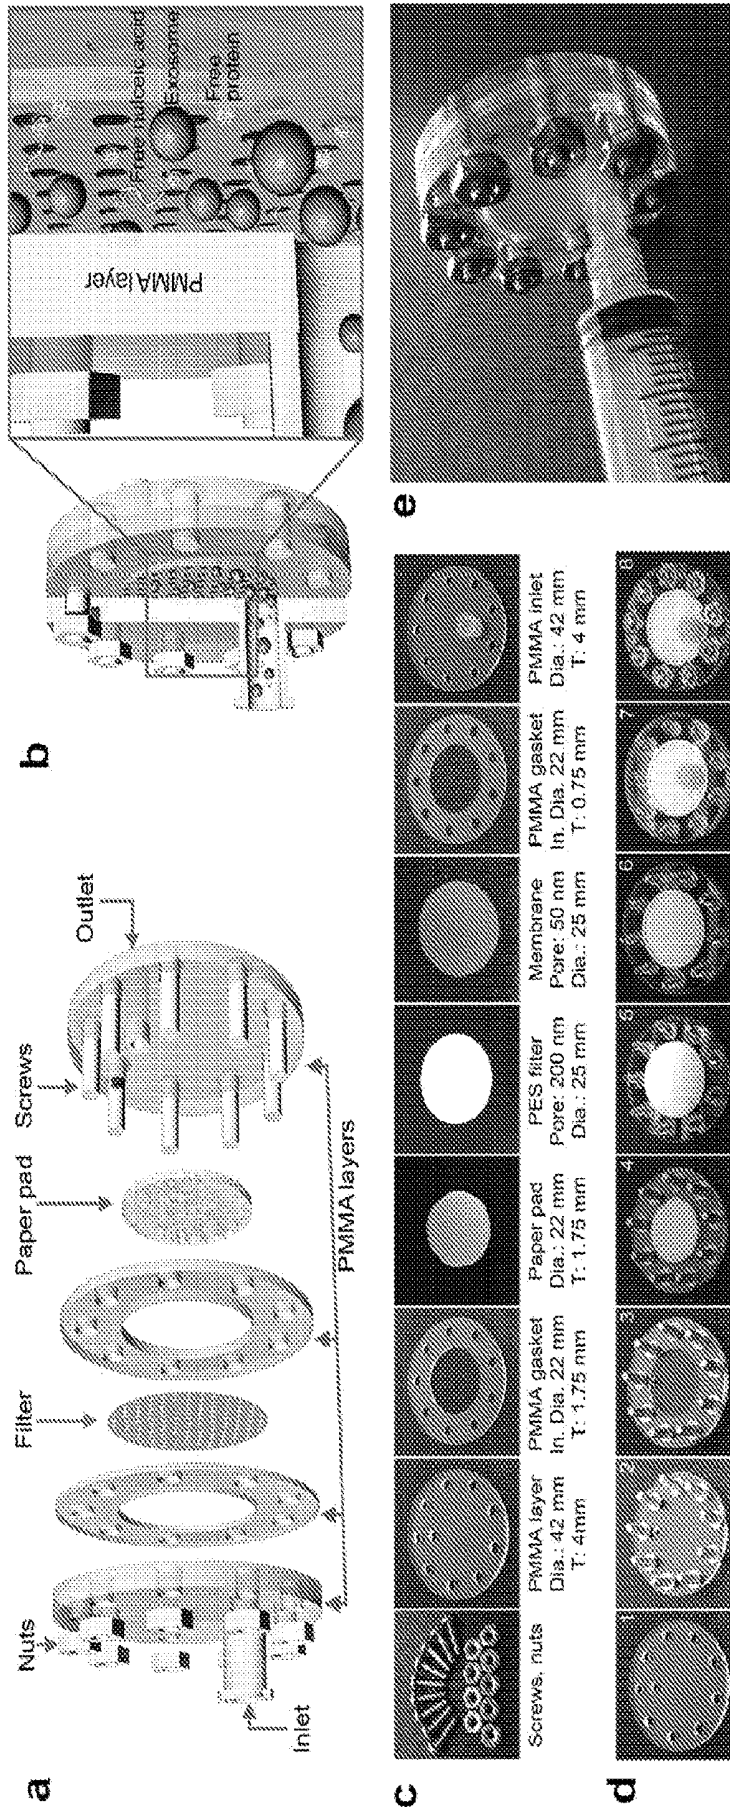 a
Nuts
Filter
Paper pad
Screws
Outlet
Inlet
PMMA layers
b
PMMA layer
Free nulceic acid
Exosome
Free
protein
c
Screws, nuts
PMMA layer
Dia.: 42 mm
T: 4mm
PMMA gasket
In. Dia. 22 mm
T: 1.75 mm
Paper pad
Dia.: 22 mm
T: 1.75 mm
PES filter
Pore: 200 nm
Dia.: 25 mm
Membrane
Pore: 50 nm
Dia.: 25 mm
PMMA gasket
In. Dia. 22 mm
T: 0.75 mm
PMMA inlet
Dia.: 42 mm
T: 4 mm
d
1
2
3
4
5
6
7
8
e